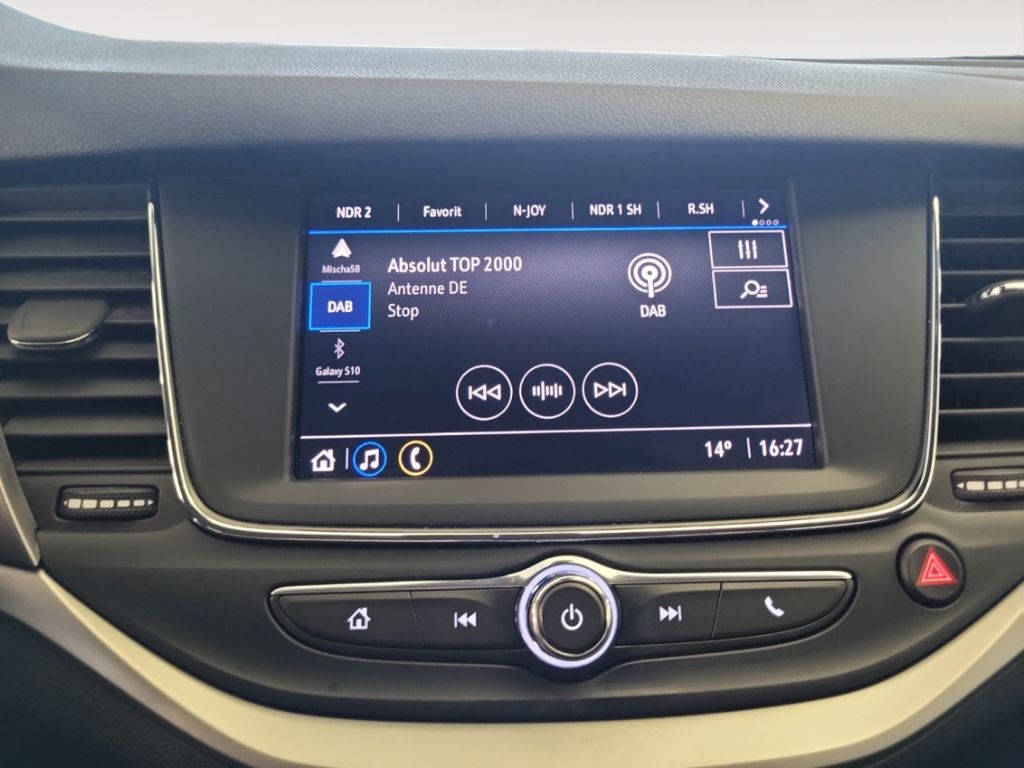 NDR 2 | Favorit | N-JOY | NDR 1 SH | R.SH
Mischa58
Absolut TOP 2000
Antenne DE
Stop
DAB
DAB
Galaxy S10
14° | 16:27